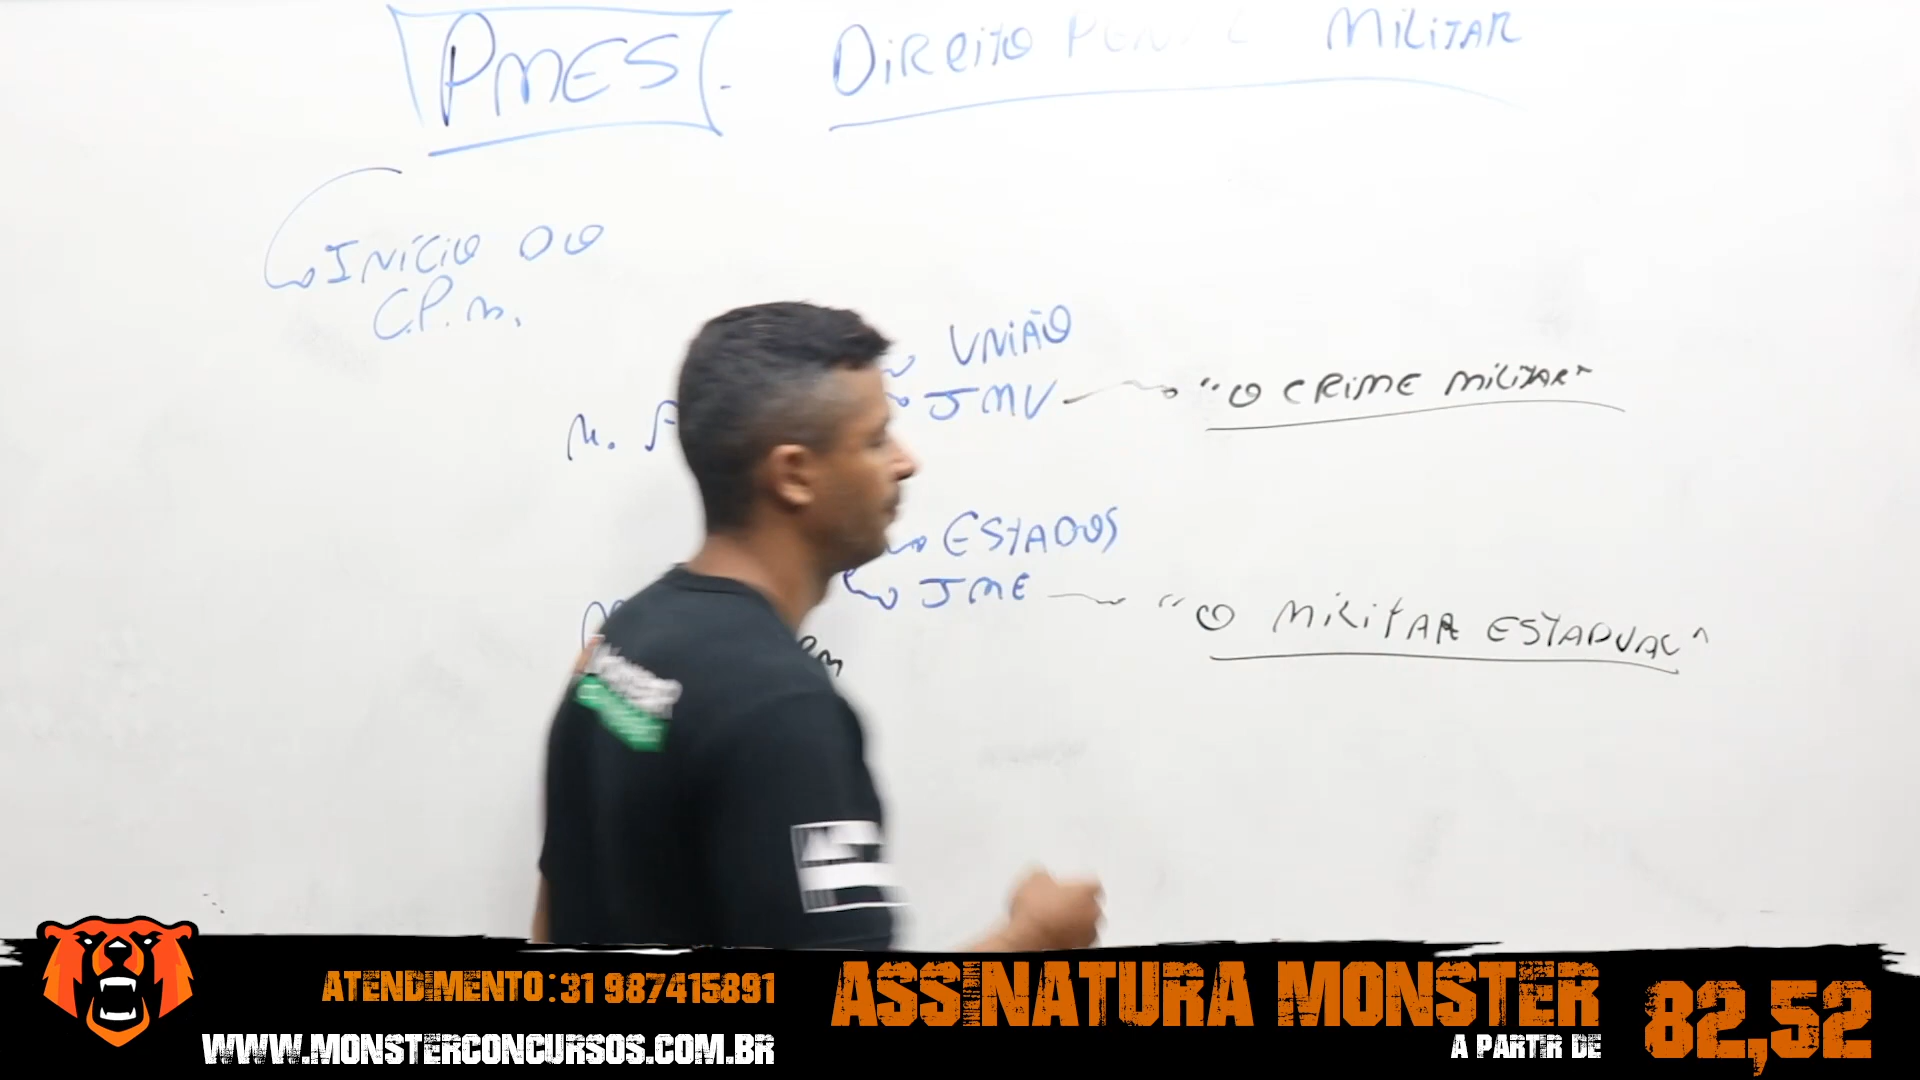 PMES. DIREITO PENAL MILITAR
INÍCIO DO
C.P.M.
UNIÃO
JMU "O CRIME MILITAR"
M. F
ESTADOS
JME "O MILITAR ESTADUAL"
PM
ATENDIMENTO: 31 987415891
WWW.MONSTERCONCURSOS.COM.BR
ASSINATURA MONSTER
A PARTIR DE
82,52